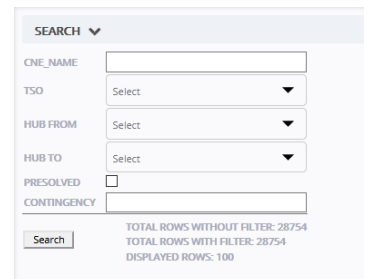 SEARCH
CNE_NAME
TSO Select
HUB FROM Select
HUB TO Select
PRESOLVED
CONTINGENCY
Search
TOTAL ROWS WITHOUT FILTER: 28754
TOTAL ROWS WITH FILTER: 28754
DISPLAYED ROWS: 100